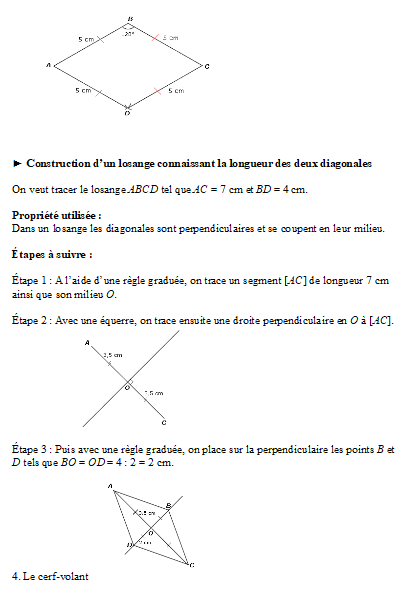 B
5 cm
5 cm
A
C
5 cm
5 cm
► Construction d'un losange connaissant la longueur des deux diagonales
On veut tracer le losange ABCD tel que AC = 7 cm et BD = 4 cm.
Propriété utilisée :
Dans un losange les diagonales sont perpendiculaires et se coupent en leur milieu.
Étapes à suivre :
Étape 1 : A l'aide d'une règle graduée, on trace un segment [AC] de longueur 7 cm
ainsi que son milieu O.
Étape 2 : Avec une équerre, on trace ensuite une droite perpendiculaire en O à [AC].
A
3,5 cm
O
3,5 cm
C
Étape 3 : Puis avec une règle graduée, on place sur la perpendiculaire les points B et
D tels que BO = OD = 4 : 2 = 2 cm.
A
3,5 cm
B
O
D
C
4. Le cerf-volant